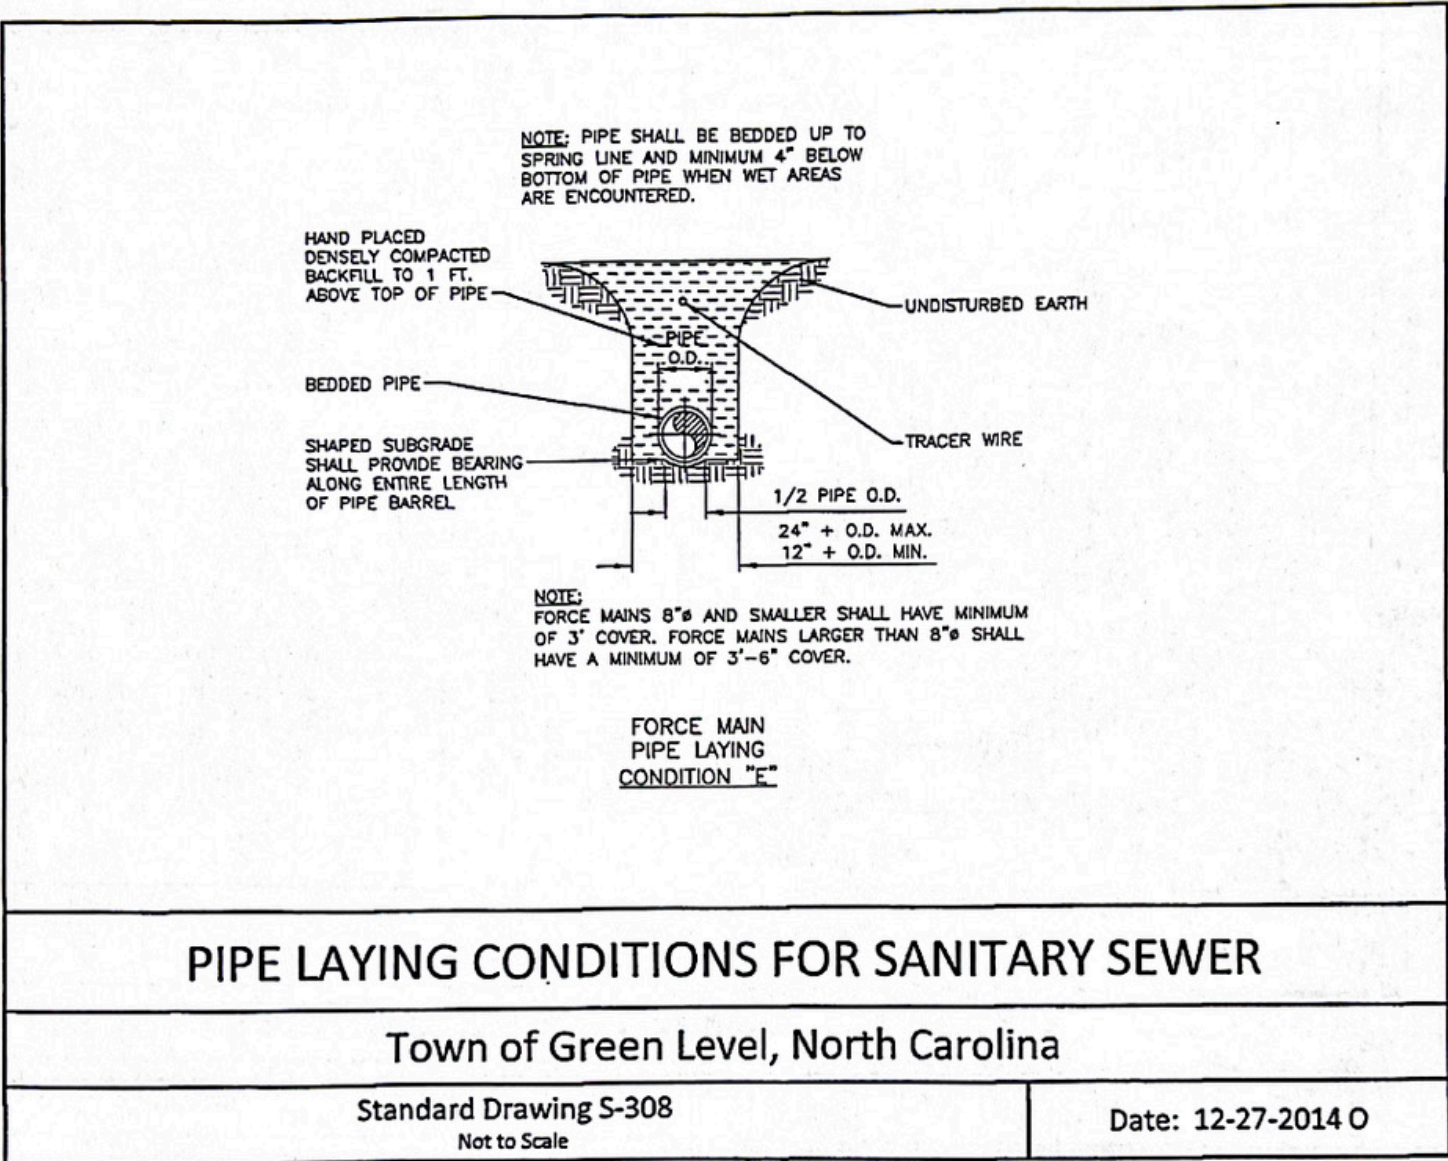 NOTE: PIPE SHALL BE BEDDED UP TO
SPRING LINE AND MINIMUM 4" BELOW
BOTTOM OF PIPE WHEN WET AREAS
ARE ENCOUNTERED.
HAND PLACED
DENSELY COMPACTED
BACKFILL TO 1 FT.
ABOVE TOP OF PIPE
UNDISTURBED EARTH
PIPE
O.D.
BEDDED PIPE
TRACER WIRE
SHAPED SUBGRADE
SHALL PROVIDE BEARING
ALONG ENTIRE LENGTH
OF PIPE BARREL
1/2 PIPE O.D.
24" + O.D. MAX.
12" + O.D. MIN.
NOTE:
FORCE MAINS 8"ø AND SMALLER SHALL HAVE MINIMUM
OF 3' COVER. FORCE MAINS LARGER THAN 8"ø SHALL
HAVE A MINIMUM OF 3'-6" COVER.
FORCE MAIN
PIPE LAYING
CONDITION "E"
PIPE LAYING CONDITIONS FOR SANITARY SEWER
Town of Green Level, North Carolina
Standard Drawing S-308
Not to Scale
Date: 12-27-2014 O